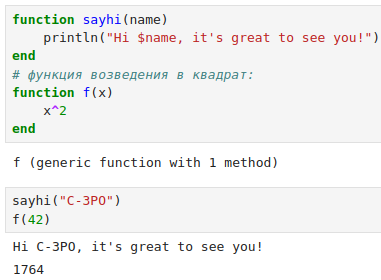 function sayhi(name)
    println("Hi $name, it's great to see you!")
end
# функция возведения в квадрат:
function f(x)
    x^2
end
f (generic function with 1 method)
sayhi("C-3PO")
f(42)
Hi C-3PO, it's great to see you!
1764